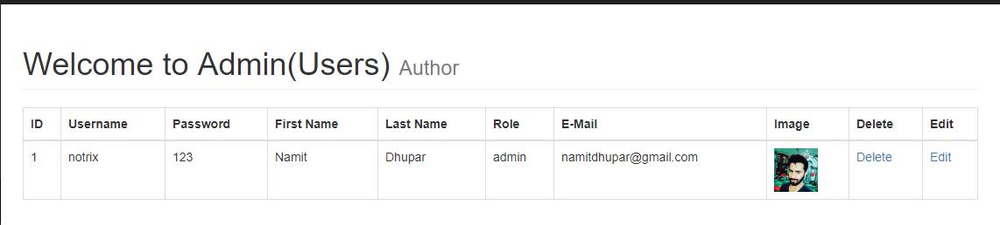 Welcome to Admin(Users) Author
ID Username Password First Name Last Name Role E-Mail Image Delete Edit
1 notrix 123 Namit Dhupar admin namitdhupar@gmail.com Delete Edit